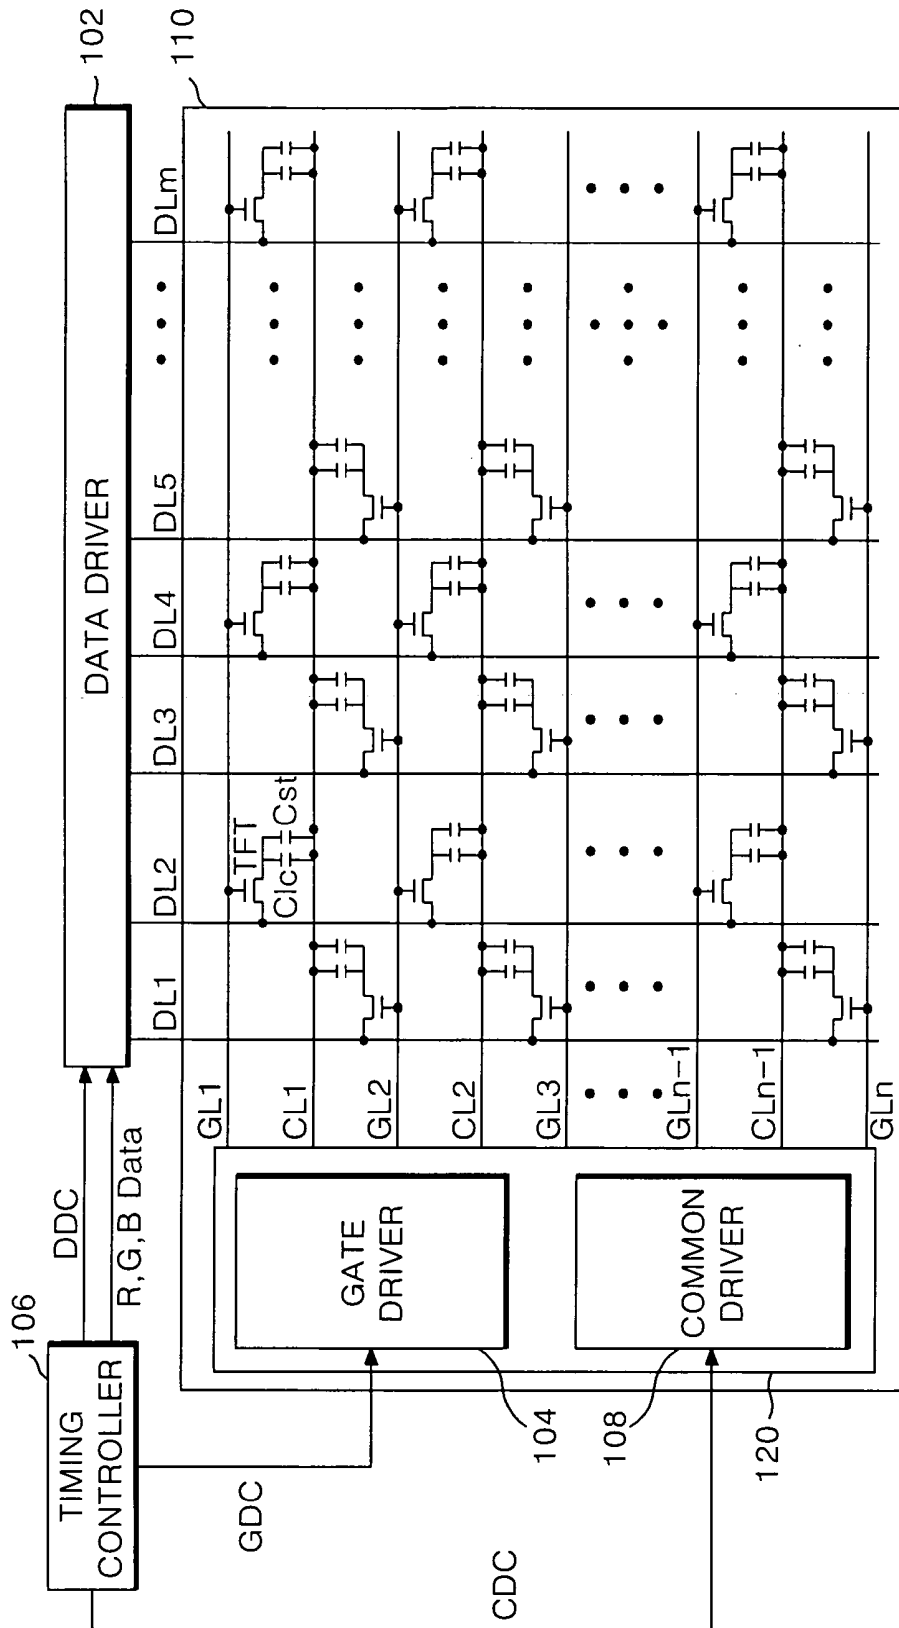 106
TIMING
CONTROLLER
DDC
R,G,B Data
DATA DRIVER
102
GDC
CDC
110
DL1
DL2
DL3
DL4
DL5
DLm
GL1
CL1
GL2
CL2
GL3
GLn-1
CLn-1
GLn
TFT
Clc
Cst
GATE
DRIVER
104
COMMON
DRIVER
108
120